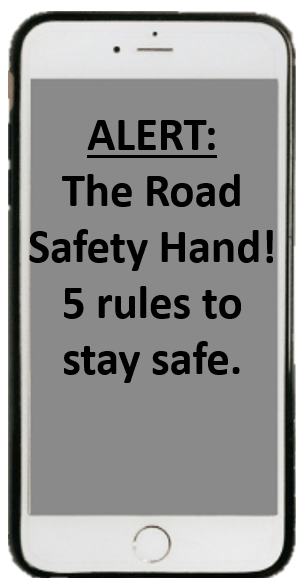 ALERT:
The Road
Safety Hand!
5 rules to
stay safe.